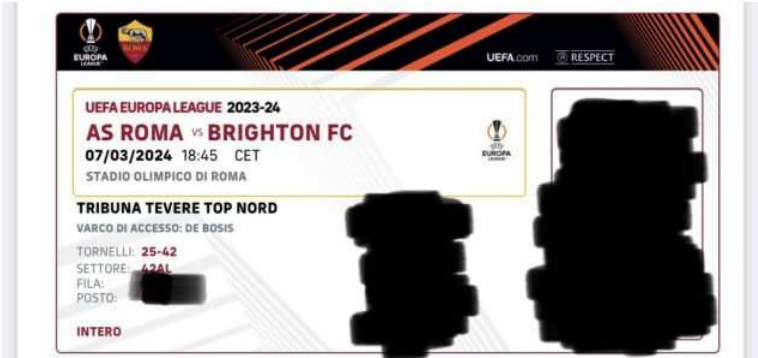 EUROPA
LEAGUE
ROMA
UEFA.com
RESPECT
UEFA EUROPA LEAGUE 2023-24
AS ROMA vs BRIGHTON FC
07/03/2024 18:45 CET
STADIO OLIMPICO DI ROMA
EUROPA
LEAGUE
TRIBUNA TEVERE TOP NORD
VARCO DI ACCESSO: DE BOSIS
TORNELLI: 25-42
SETTORE: 42AL
FILA:
POSTO:
INTERO